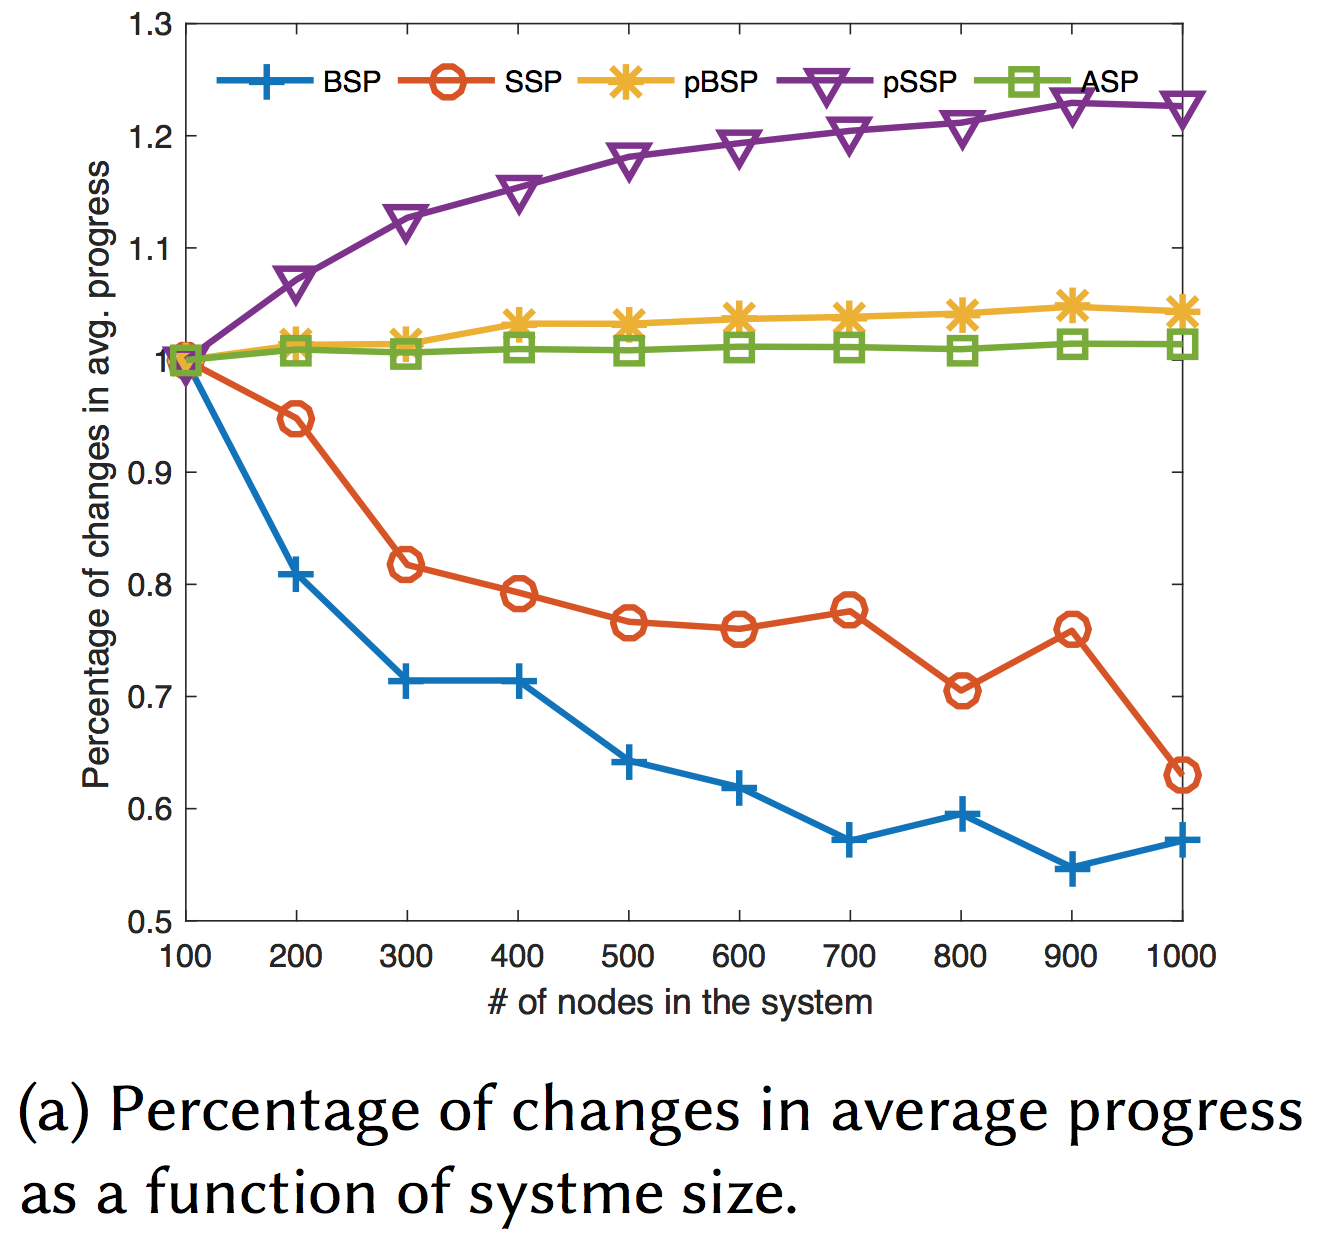 1.3
BSP SSP pBSP pSSP ASP
1.2
1.1
1
0.9
0.8
0.7
0.6
0.5
Percentage of changes in avg. progress
100 200 300 400 500 600 700 800 900 1000
# of nodes in the system
(a) Percentage of changes in average progress
as a function of systme size.